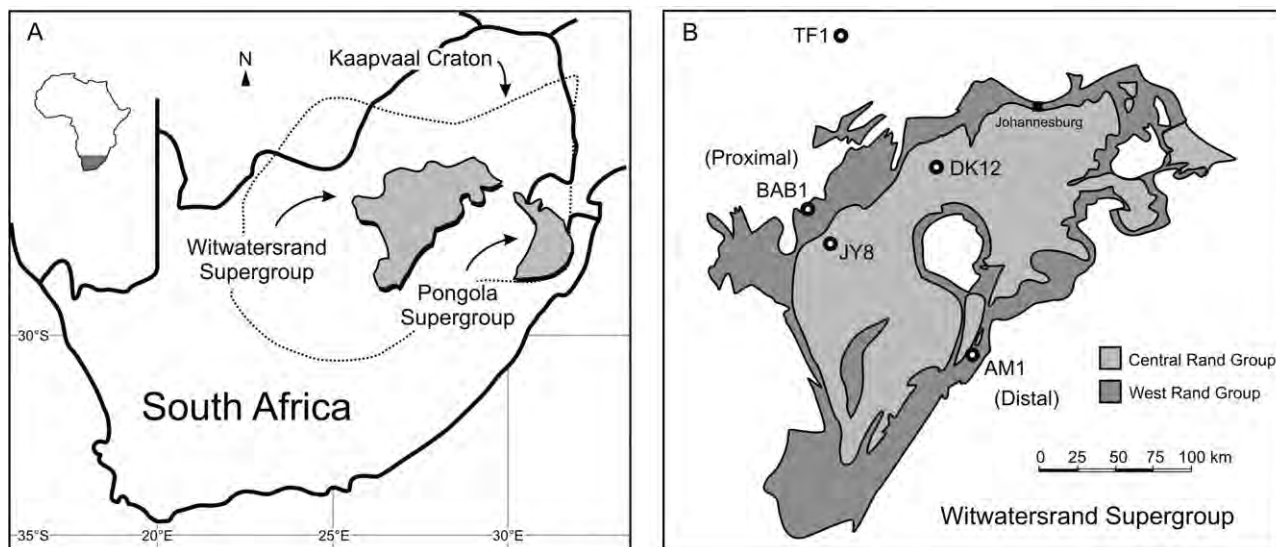 A
N
Kaapvaal Craton
Witwatersrand
Supergroup
Pongola
Supergroup
30°S
South Africa
35°S
20°E
25°E
30°E
B
TF1
Johannesburg
(Proximal)
DK12
BAB1
JY8
AM1
(Distal)
Central Rand Group
West Rand Group
0 25 50 75 100 km
Witwatersrand Supergroup